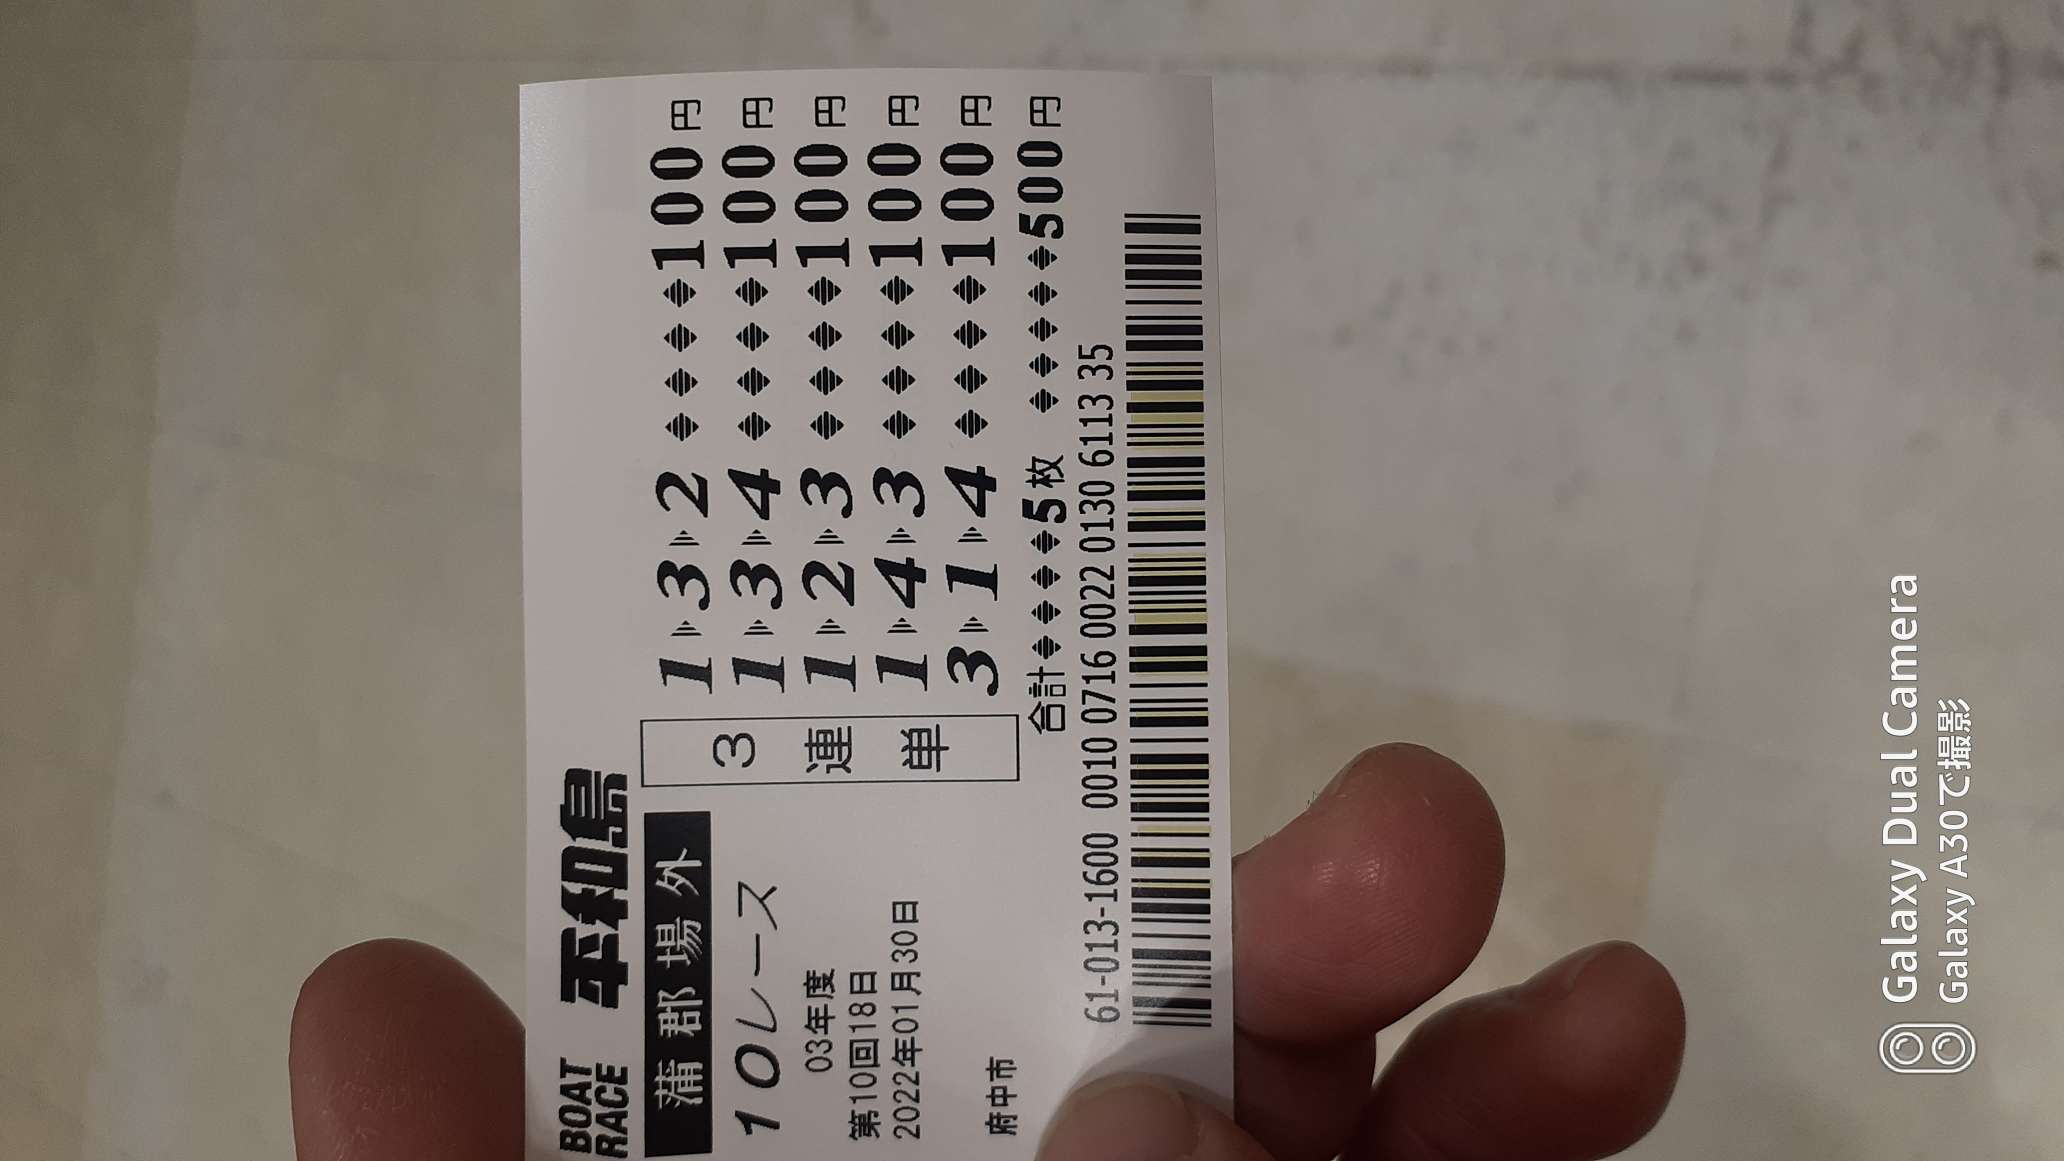 BOAT RACE 平和島
蒲郡場外
10レース
03年度
第10回18日
2022年01月30日
府中市
3連単
1▶3▶2 ◆◆◆◆100円
1▶3▶4 ◆◆◆◆100円
1▶2▶3 ◆◆◆◆100円
1▶4▶3 ◆◆◆◆100円
3▶1▶4 ◆◆◆◆100円
合計◆◆◆◆5枚 ◆◆◆◆◆500円
61-013-1600 0010 0716 0022 0130 6113 35
Galaxy Dual Camera
Galaxy A30で撮影